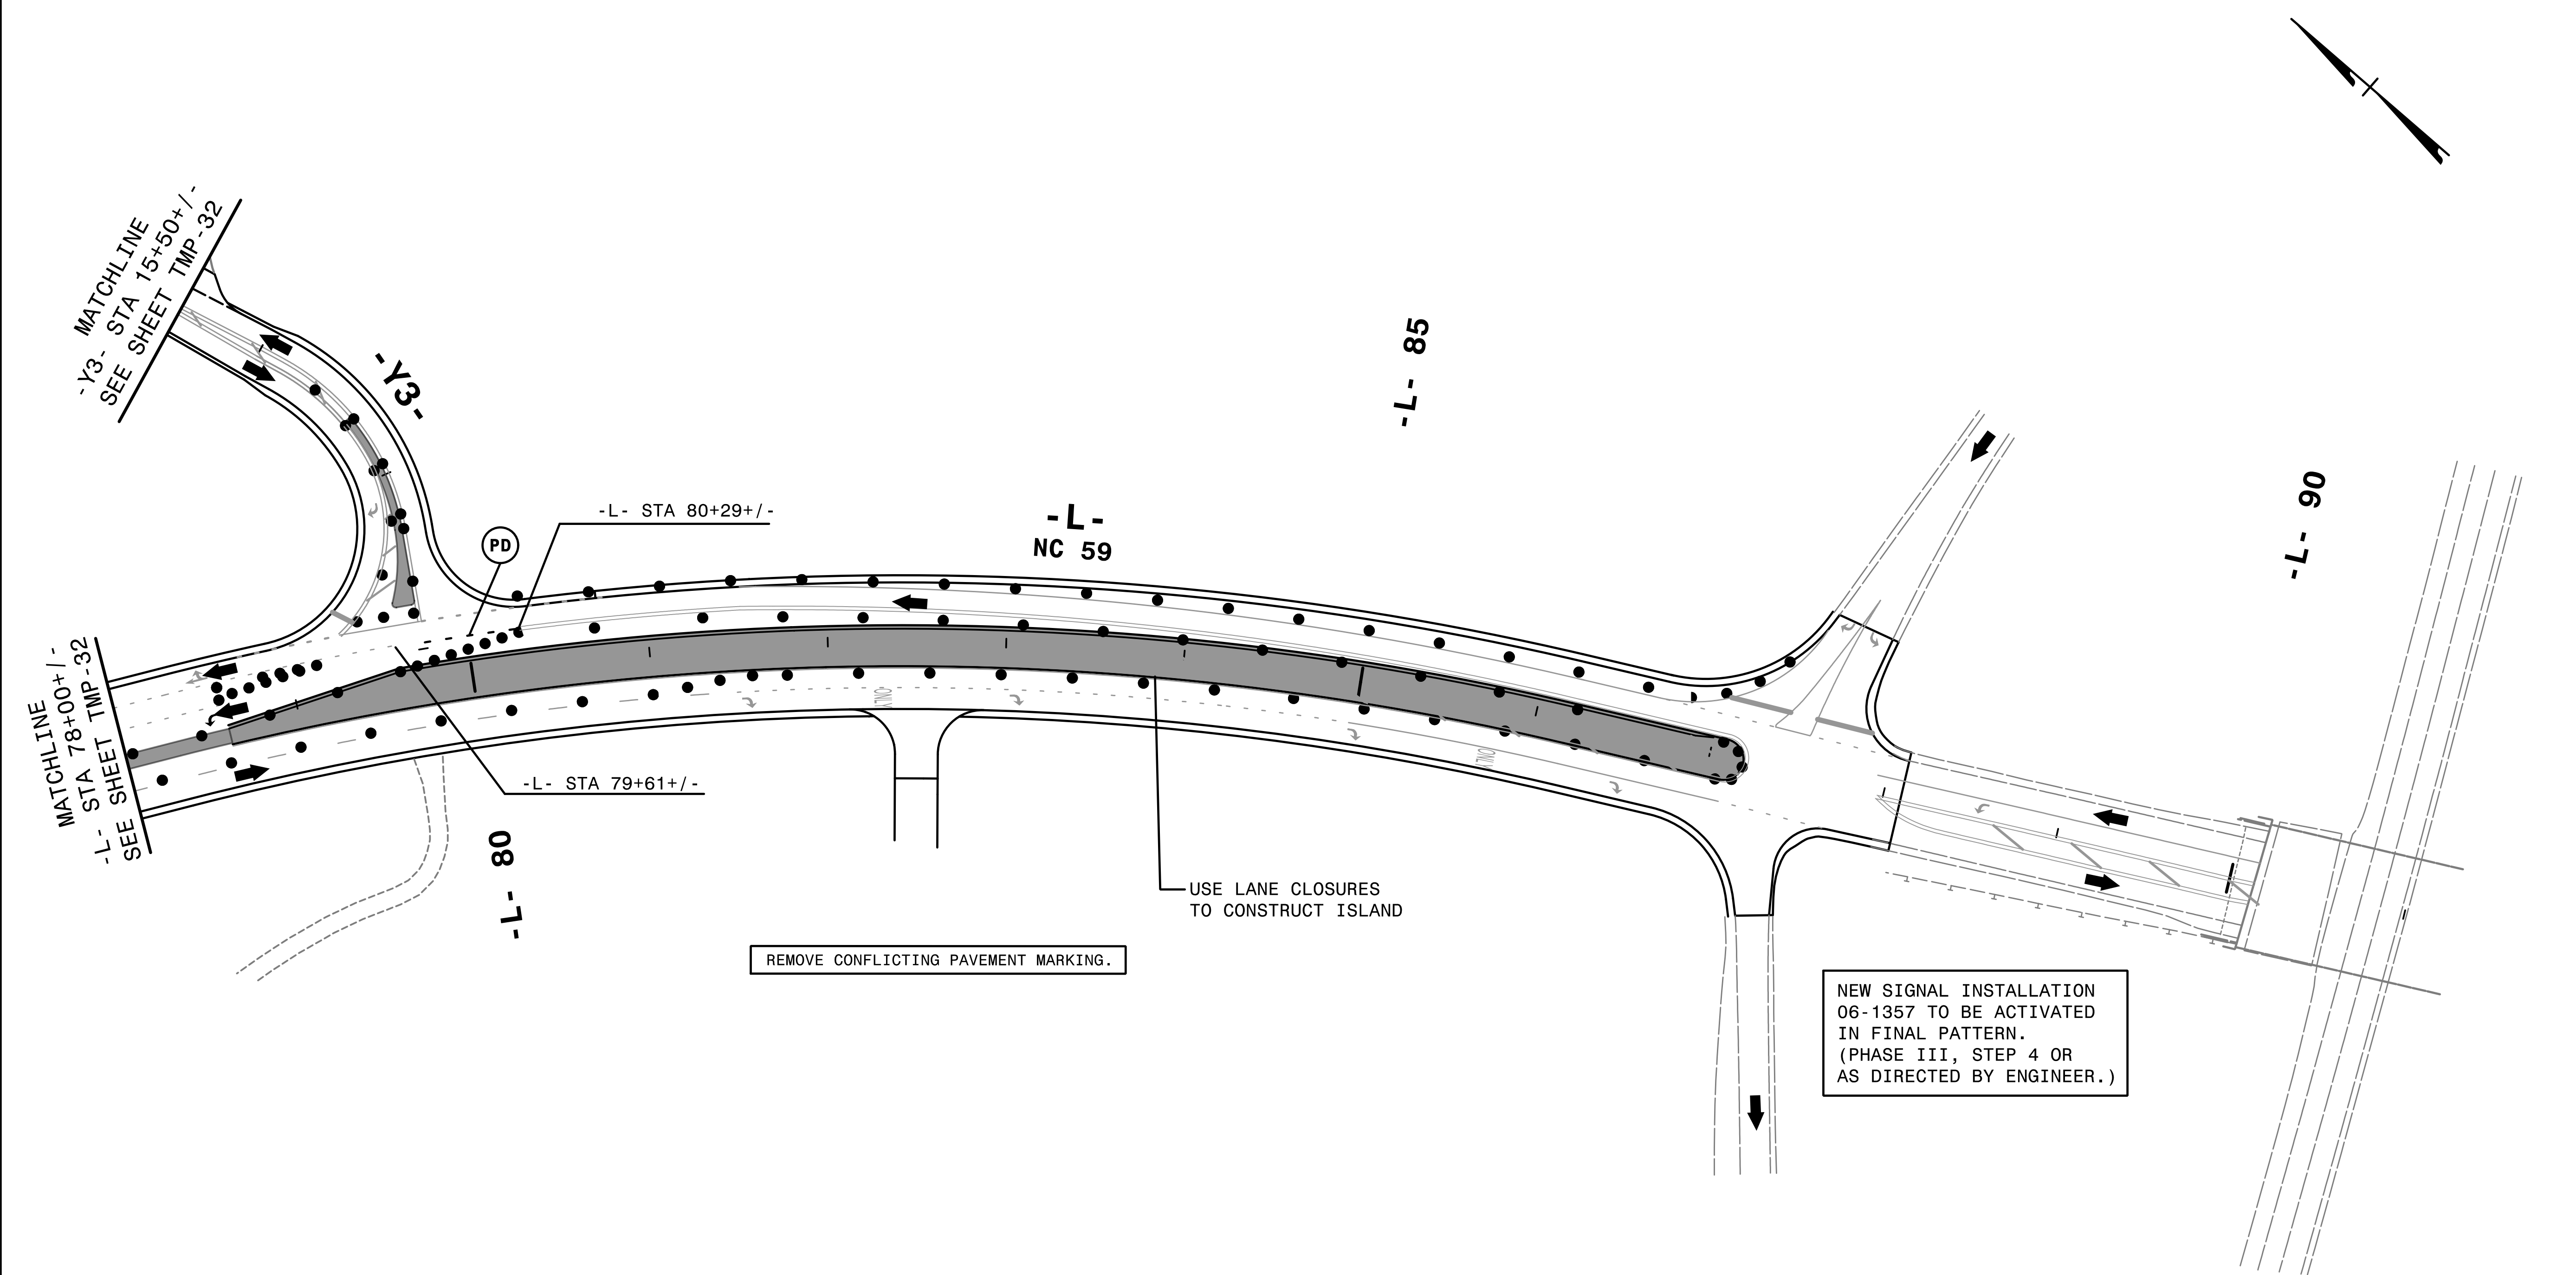 MATCHLINE
-Y3- STA 15+50+/-
SEE SHEET TMP-32
-Y3-
PD
-L- STA 80+29+/-
-L-
NC 59
-L- 85
-L- 90
MATCHLINE
-L- STA 78+00+/-
SEE SHEET TMP-32
ONLY
ONLY
-L- STA 79+61+/-
-L- 80
USE LANE CLOSURES
TO CONSTRUCT ISLAND
REMOVE CONFLICTING PAVEMENT MARKING.
NEW SIGNAL INSTALLATION
06-1357 TO BE ACTIVATED
IN FINAL PATTERN.
(PHASE III, STEP 4 OR
AS DIRECTED BY ENGINEER.)